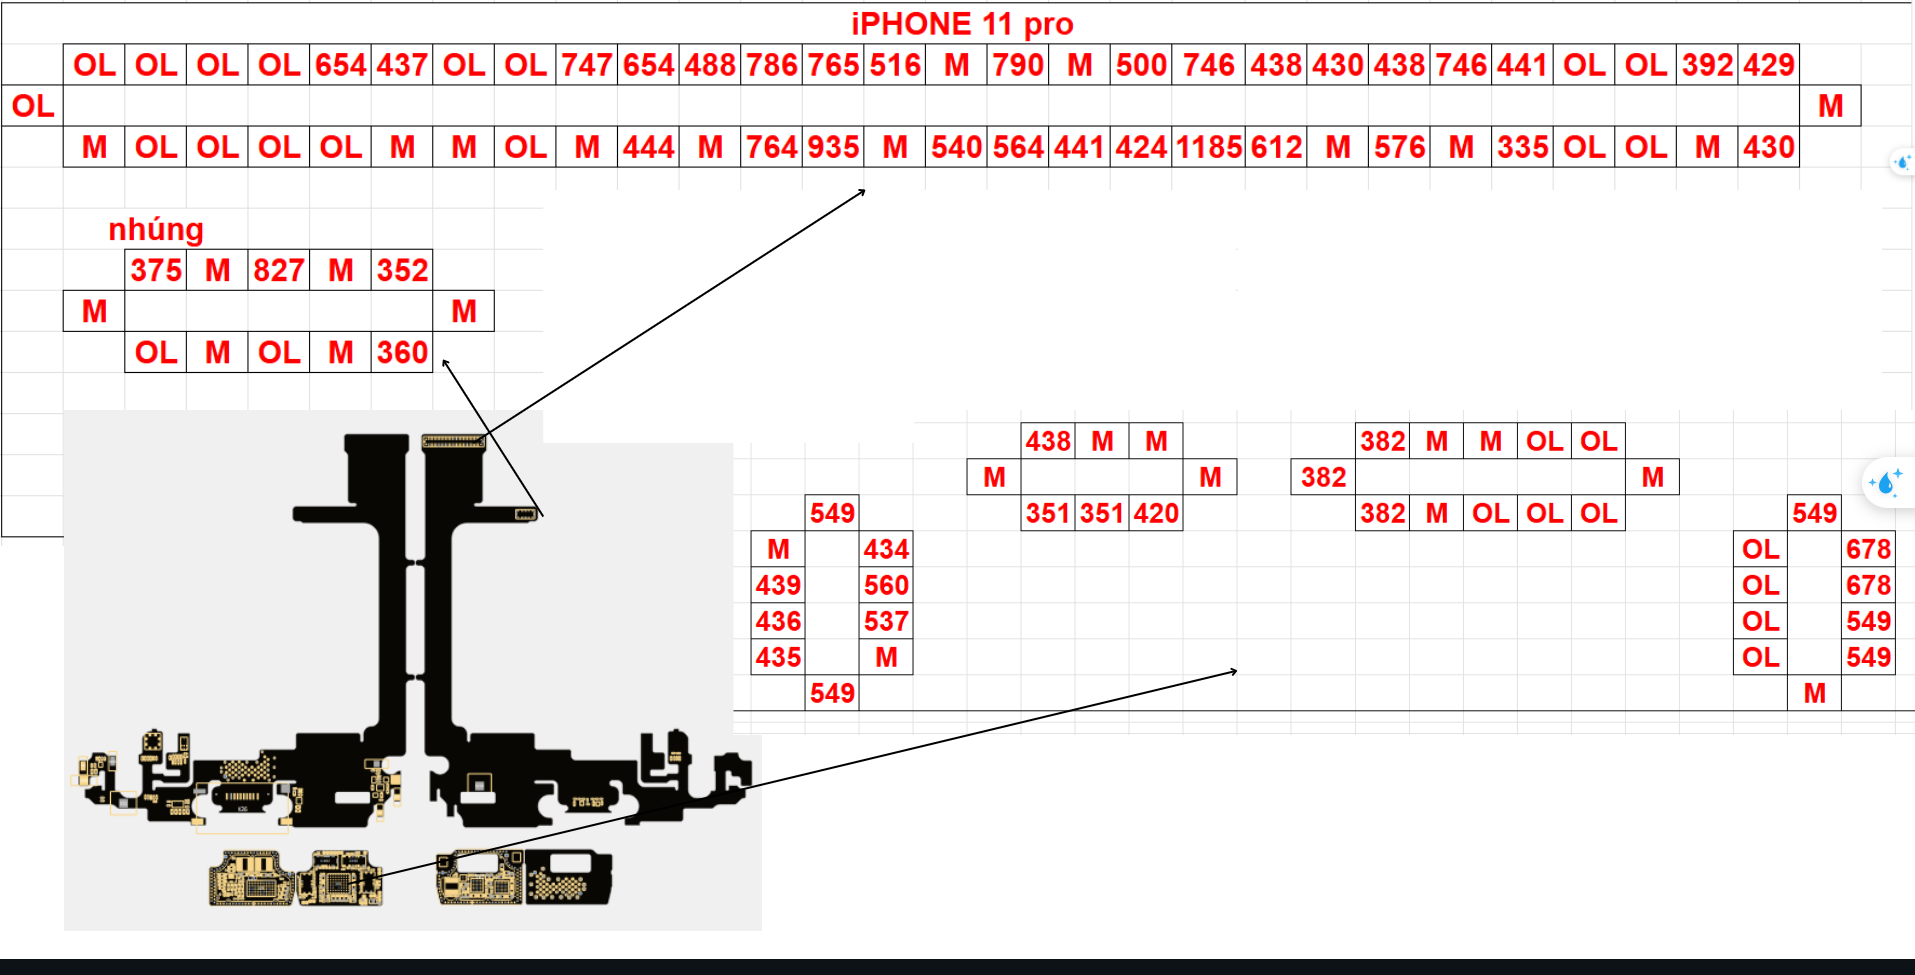 iPHONE 11 pro
OL OL OL OL 654 437 OL OL 747 654 488 786 765 516 M 790 M 500 746 438 430 438 746 441 OL OL 392 429
OL M
M OL OL OL OL M M OL M 444 M 764 935 M 540 564 441 424 1185 612 M 576 M 335 OL OL M 430
nhúng
375 M 827 M 352
M M
OL M OL M 360
438 M M
M M
351 351 420
382 M M OL OL
382 M
382 M OL OL OL
549
M 434
439 560
436 537
435 M
549
549
OL 678
OL 678
OL 549
OL 549
M